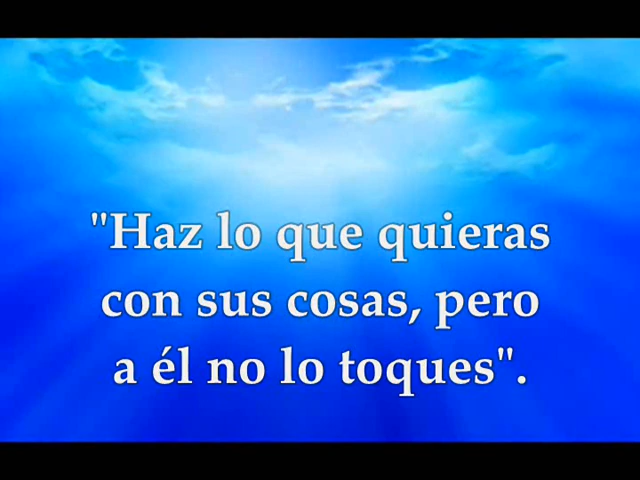 "Haz lo que quieras
con sus cosas, pero
a él no lo toques".